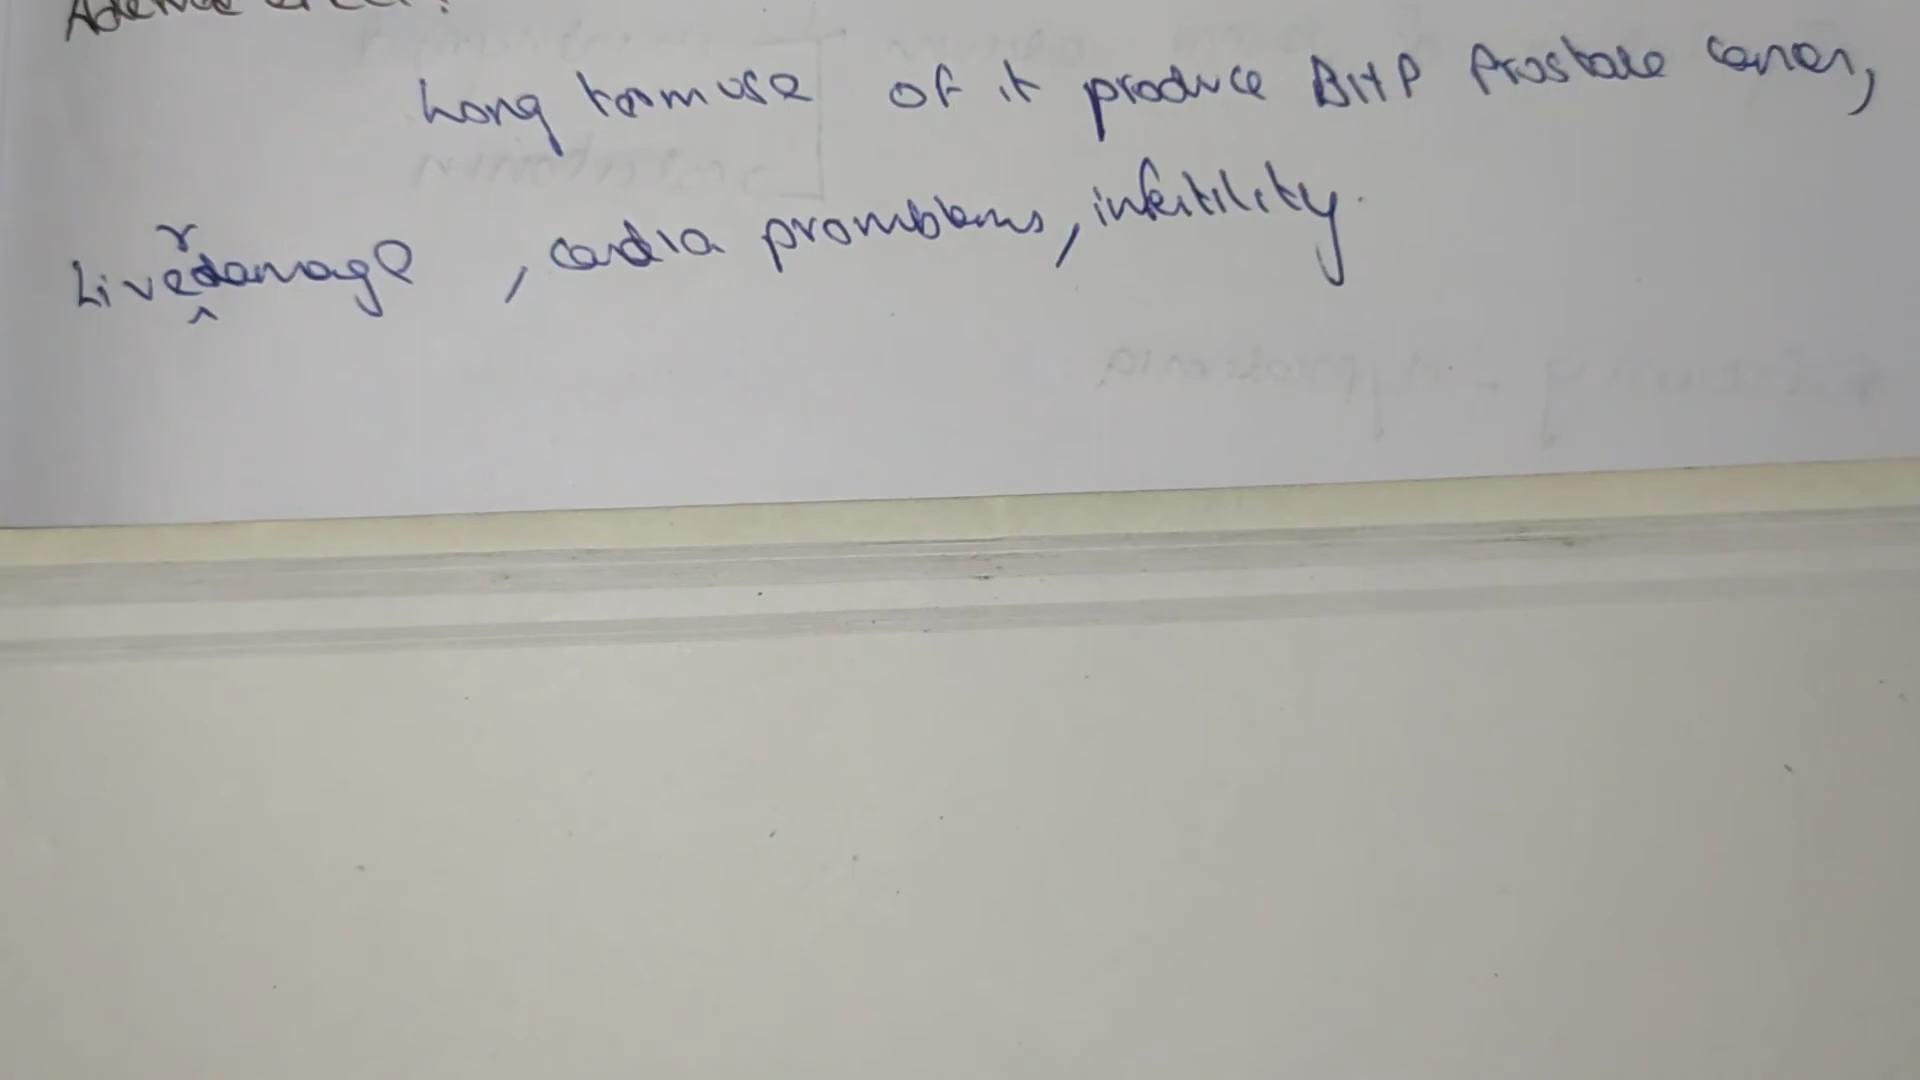 Long term use of it produce BHP Prostate cancer,
Liver damage , cardia promblems, infertility.